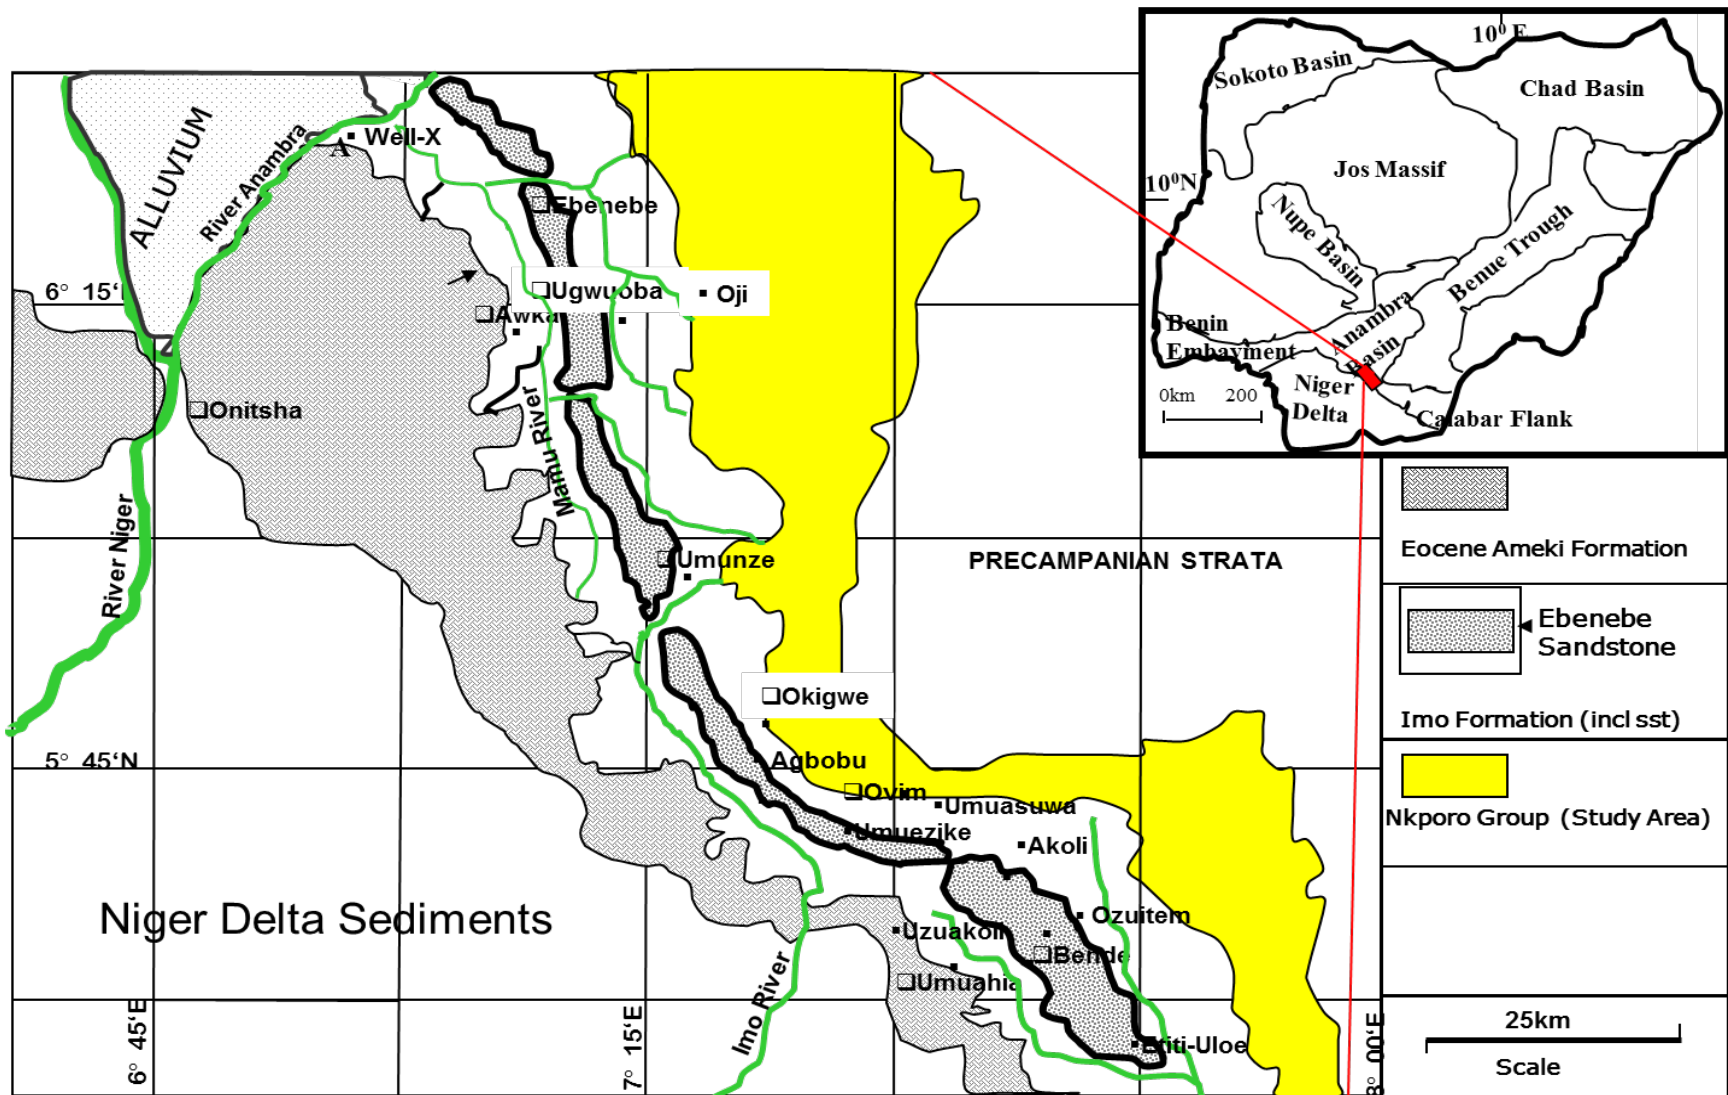 10⁰ E
Sokoto Basin
Chad Basin
Jos Massif
10⁰N
Nupe Basin
Benue Trough
Anambra
Basin
Benin
Embayment
Niger
Delta
Calabar Flank
0km 200
ALLUVIUM
River Anambra
A
Well-X
Ebenebe
Ugwuoba
Oji
Awka
6° 15‘
Onitsha
Mamu River
River Niger
Umunze
PRECAMPANIAN STRATA
Okigwe
5° 45‘N
Agbobu
Ovim
Umuasuwa
Umuezike
Akoli
Niger Delta Sediments
Ozuitem
Uzuakoli
Bende
Umuahia
Imo River
Etiti-Uloe
6° 45‘E
7° 15‘E
8° 00‘E
Eocene Ameki Formation
Ebenebe
Sandstone
Imo Formation (incl sst)
Nkporo Group (Study Area)
25km
Scale